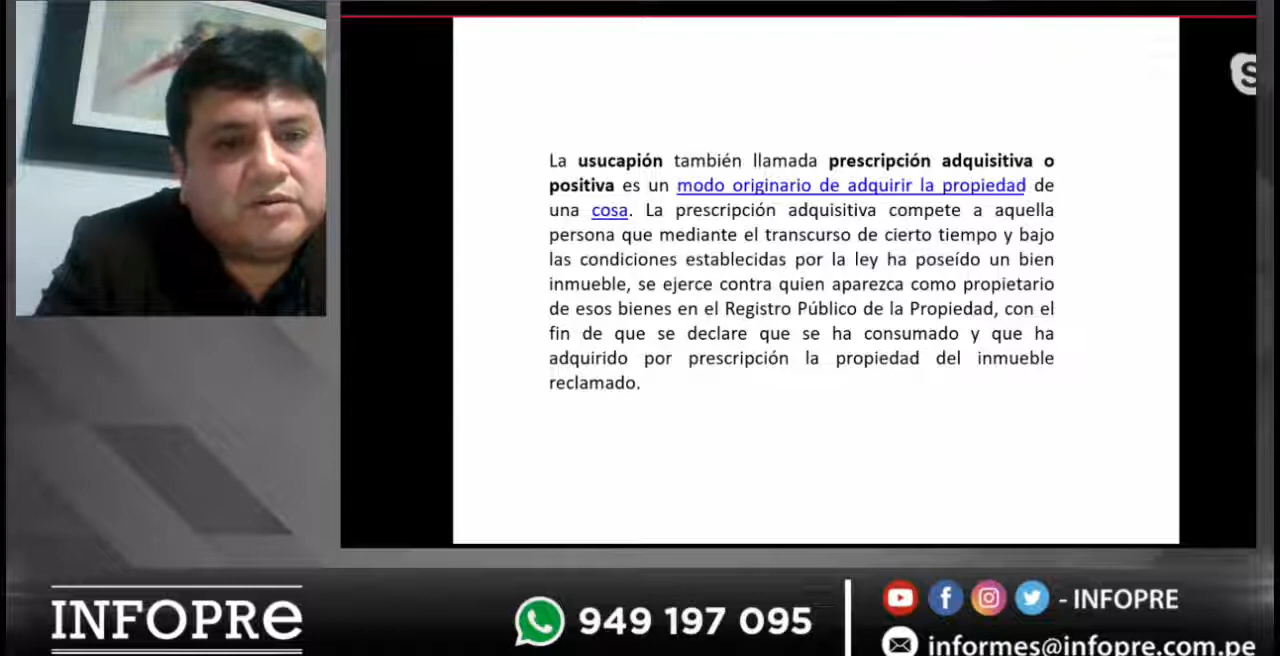 La usucapión también llamada prescripción adquisitiva o
positiva es un modo originario de adquirir la propiedad de
una cosa. La prescripción adquisitiva compete a aquella
persona que mediante el transcurso de cierto tiempo y bajo
las condiciones establecidas por la ley ha poseído un bien
inmueble, se ejerce contra quien aparezca como propietario
de esos bienes en el Registro Público de la Propiedad, con el
fin de que se declare que se ha consumado y que ha
adquirido por prescripción la propiedad del inmueble
reclamado.
INFOPRe
949 197 095
- INFOPRE
informes@infopre.com.pe